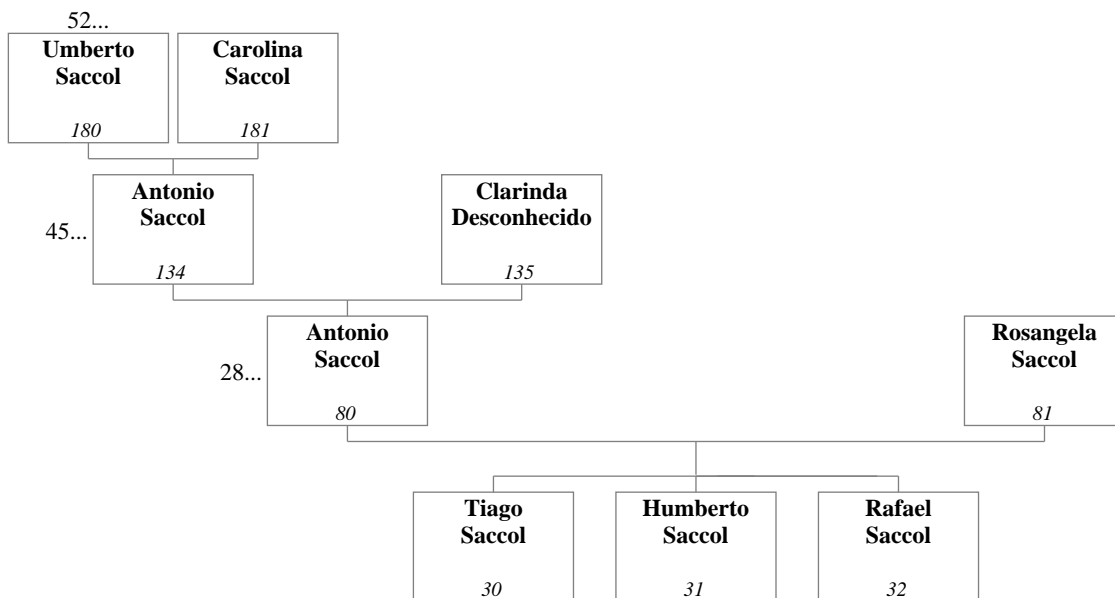 52...
Umberto
Saccol
180
Carolina
Saccol
181
45...
Antonio
Saccol
134
Clarinda
Desconhecido
135
28...
Antonio
Saccol
80
Rosangela
Saccol
81
Tiago
Saccol
30
Humberto
Saccol
31
Rafael
Saccol
32